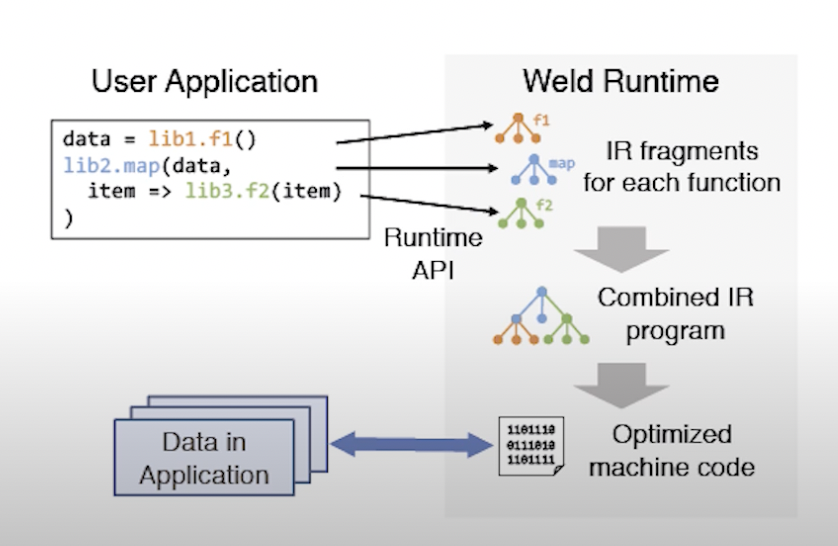 User Application
Weld Runtime
data = lib1.f1()
lib2.map(data,
item => lib3.f2(item)
)
f1
map
f2
IR fragments
for each function
Runtime
API
Combined IR
program
Data in
Application
1101110
0111010
1101111
Optimized
machine code